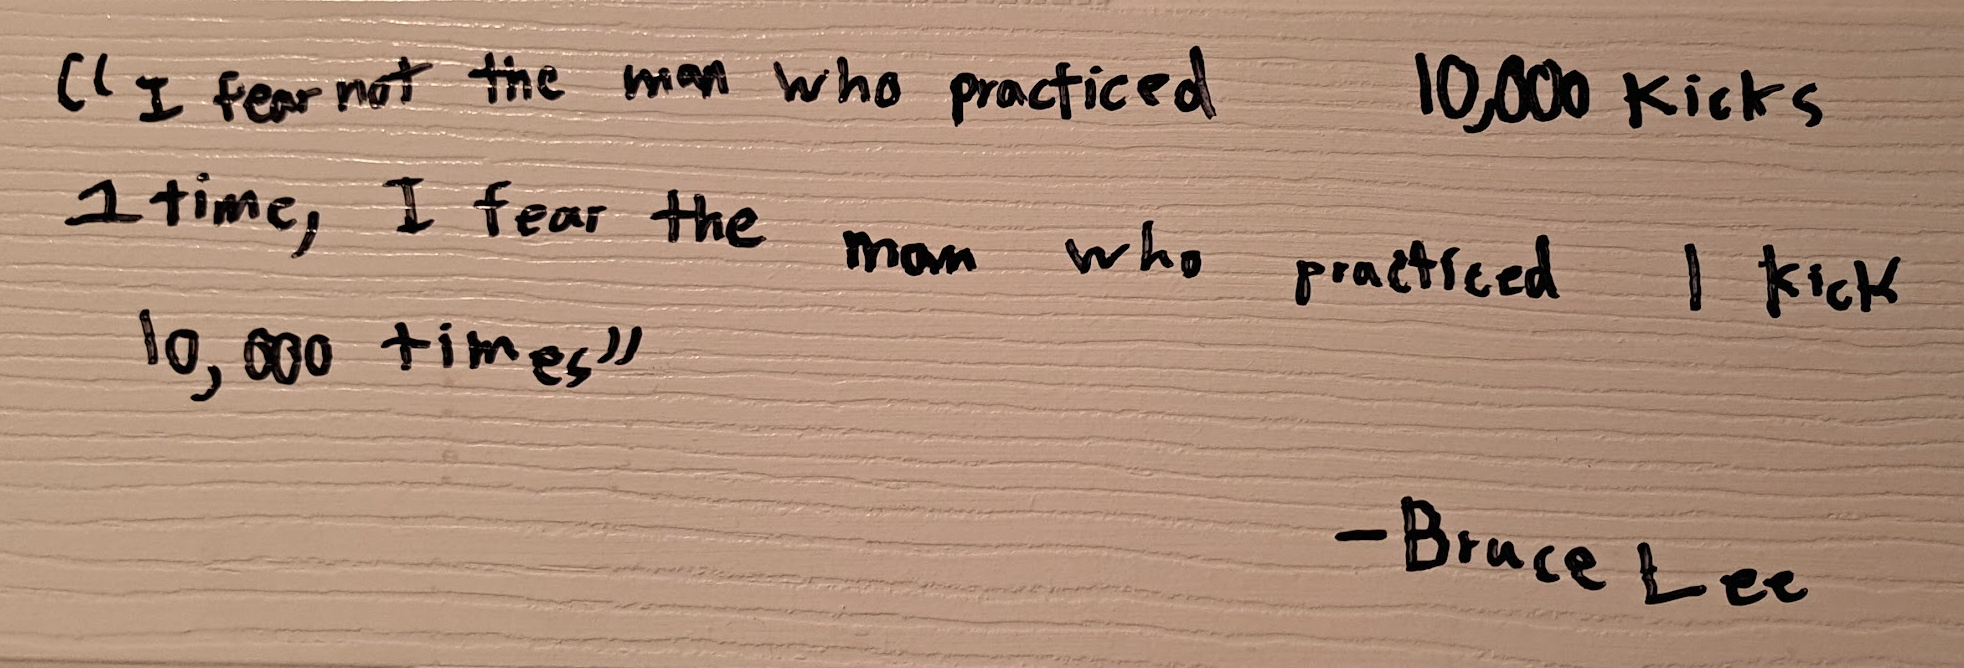 "I fear not the man who practiced 10,000 kicks
1 time, I fear the man who practiced 1 kick
10,000 times"
-Bruce Lee